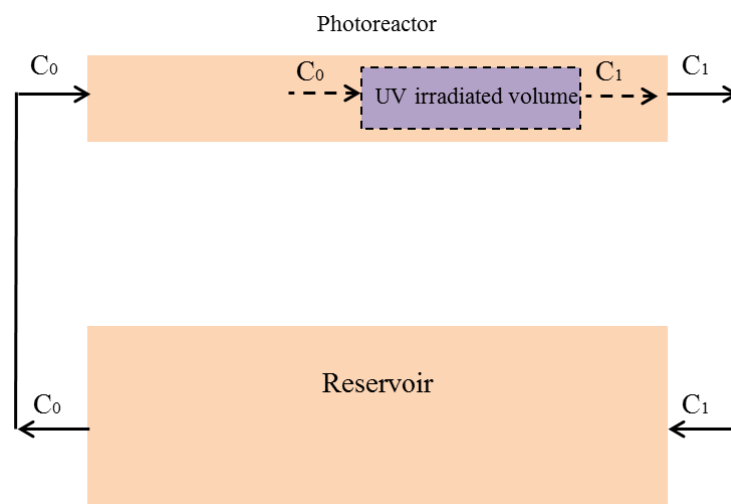 Photoreactor
C₀
C₀
UV irradiated volume
C₁
C₁
Reservoir
C₀
C₁